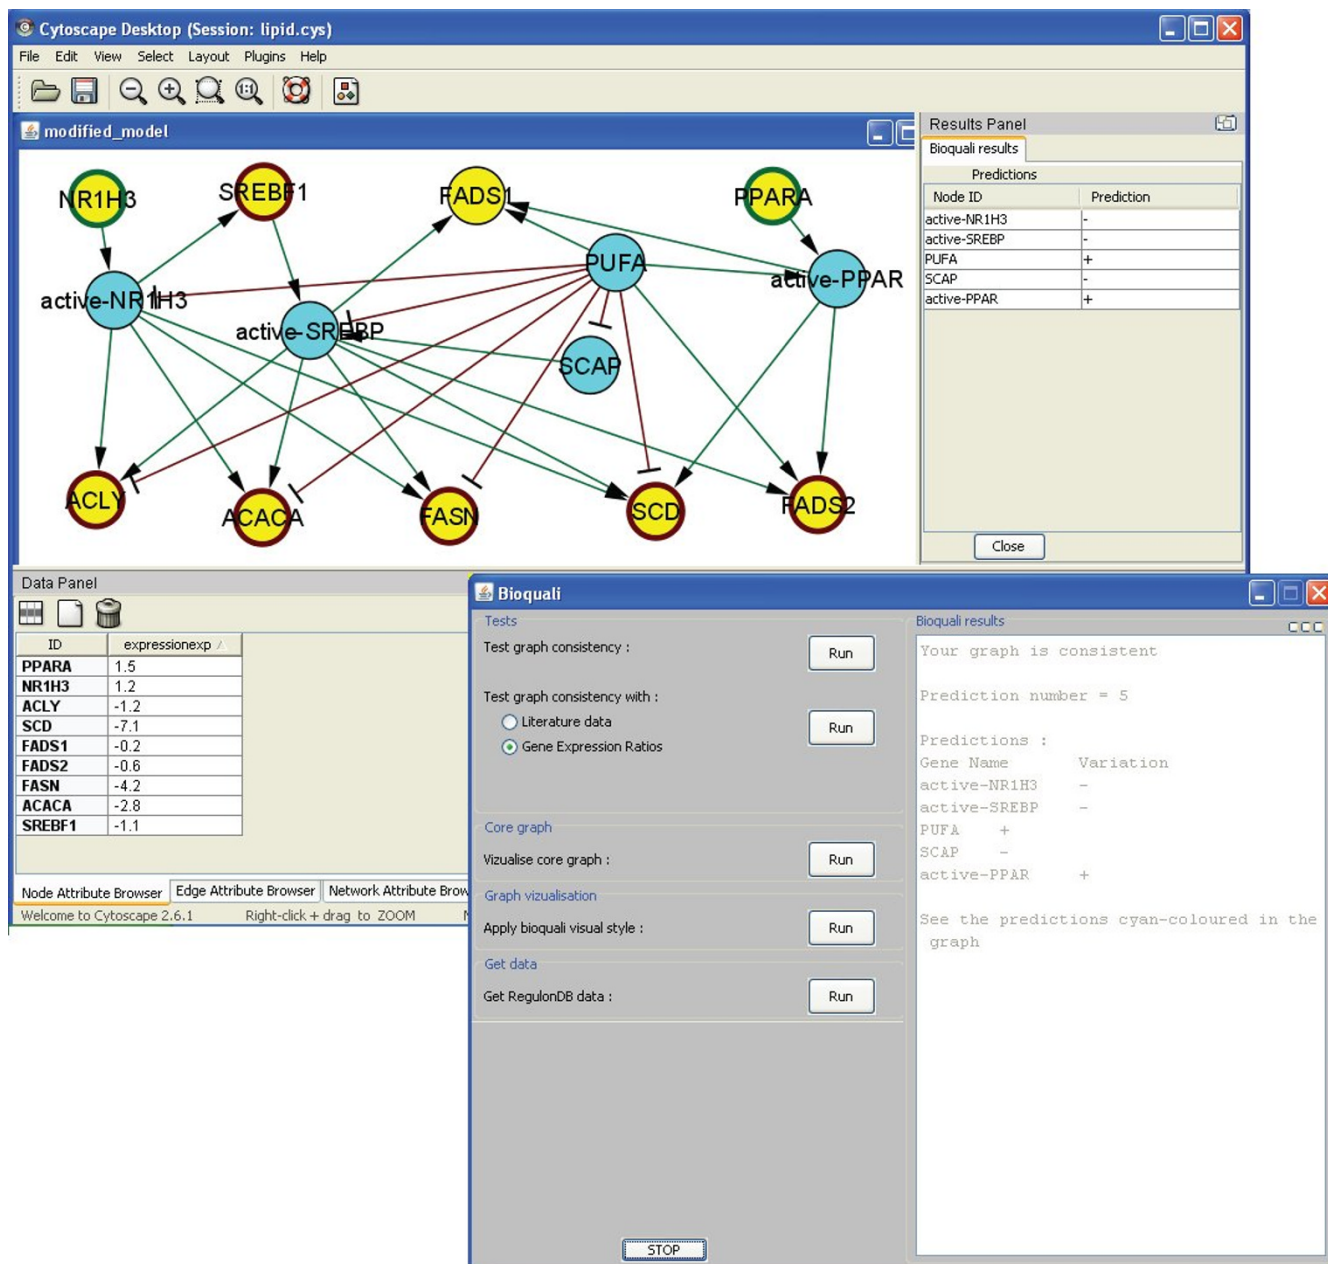 Cytoscape Desktop (Session: lipid.cys)
File Edit View Select Layout Plugins Help
modified_model
NR1H3
SREBF1
FADS1
PPARA
PUFA
active-NR1H3
active-PPAR
active-SREBP
SCAP
ACLY
ACACA
FASN
SCD
FADS2
Results Panel
Bioquali results
Predictions
Node ID Prediction
active-NR1H3 -
active-SREBP -
PUFA +
SCAP -
active-PPAR +
Close
Data Panel
ID expressionexp
PPARA 1.5
NR1H3 1.2
ACLY -1.2
SCD -7.1
FADS1 -0.2
FADS2 -0.6
FASN -4.2
ACACA -2.8
SREBF1 -1.1
Node Attribute Browser Edge Attribute Browser Network Attribute Brow
Welcome to Cytoscape 2.6.1 Right-click + drag to ZOOM
Bioquali
Tests
Test graph consistency : Run
Test graph consistency with :
Literature data Run
Gene Expression Ratios
Core graph
Vizualise core graph : Run
Graph vizualisation
Apply bioquali visual style : Run
Get data
Get RegulonDB data : Run
STOP
Bioquali results
Your graph is consistent
Prediction number = 5
Predictions :
Gene Name Variation
active-NR1H3 -
active-SREBP -
PUFA +
SCAP -
active-PPAR +
See the predictions cyan-coloured in the
graph